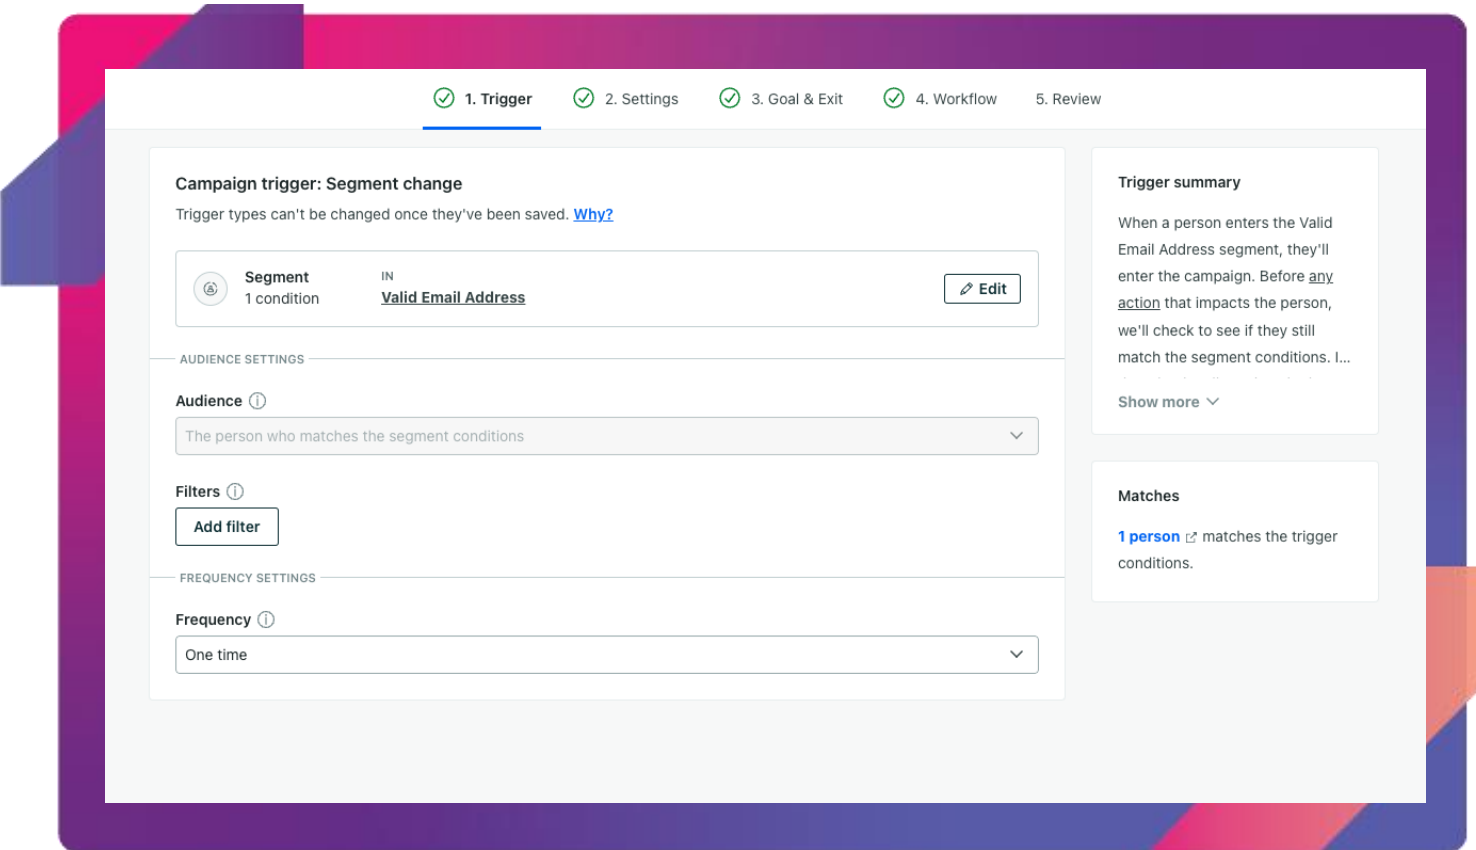 1. Trigger
2. Settings
3. Goal & Exit
4. Workflow
5. Review
Campaign trigger: Segment change
Trigger types can't be changed once they've been saved. Why?
Segment
1 condition
IN
Valid Email Address
Edit
AUDIENCE SETTINGS
Audience
The person who matches the segment conditions
Filters
Add filter
FREQUENCY SETTINGS
Frequency
One time
Trigger summary
When a person enters the Valid
Email Address segment, they'll
enter the campaign. Before any
action that impacts the person,
we'll check to see if they still
match the segment conditions. I...
Show more
Matches
1 person matches the trigger
conditions.